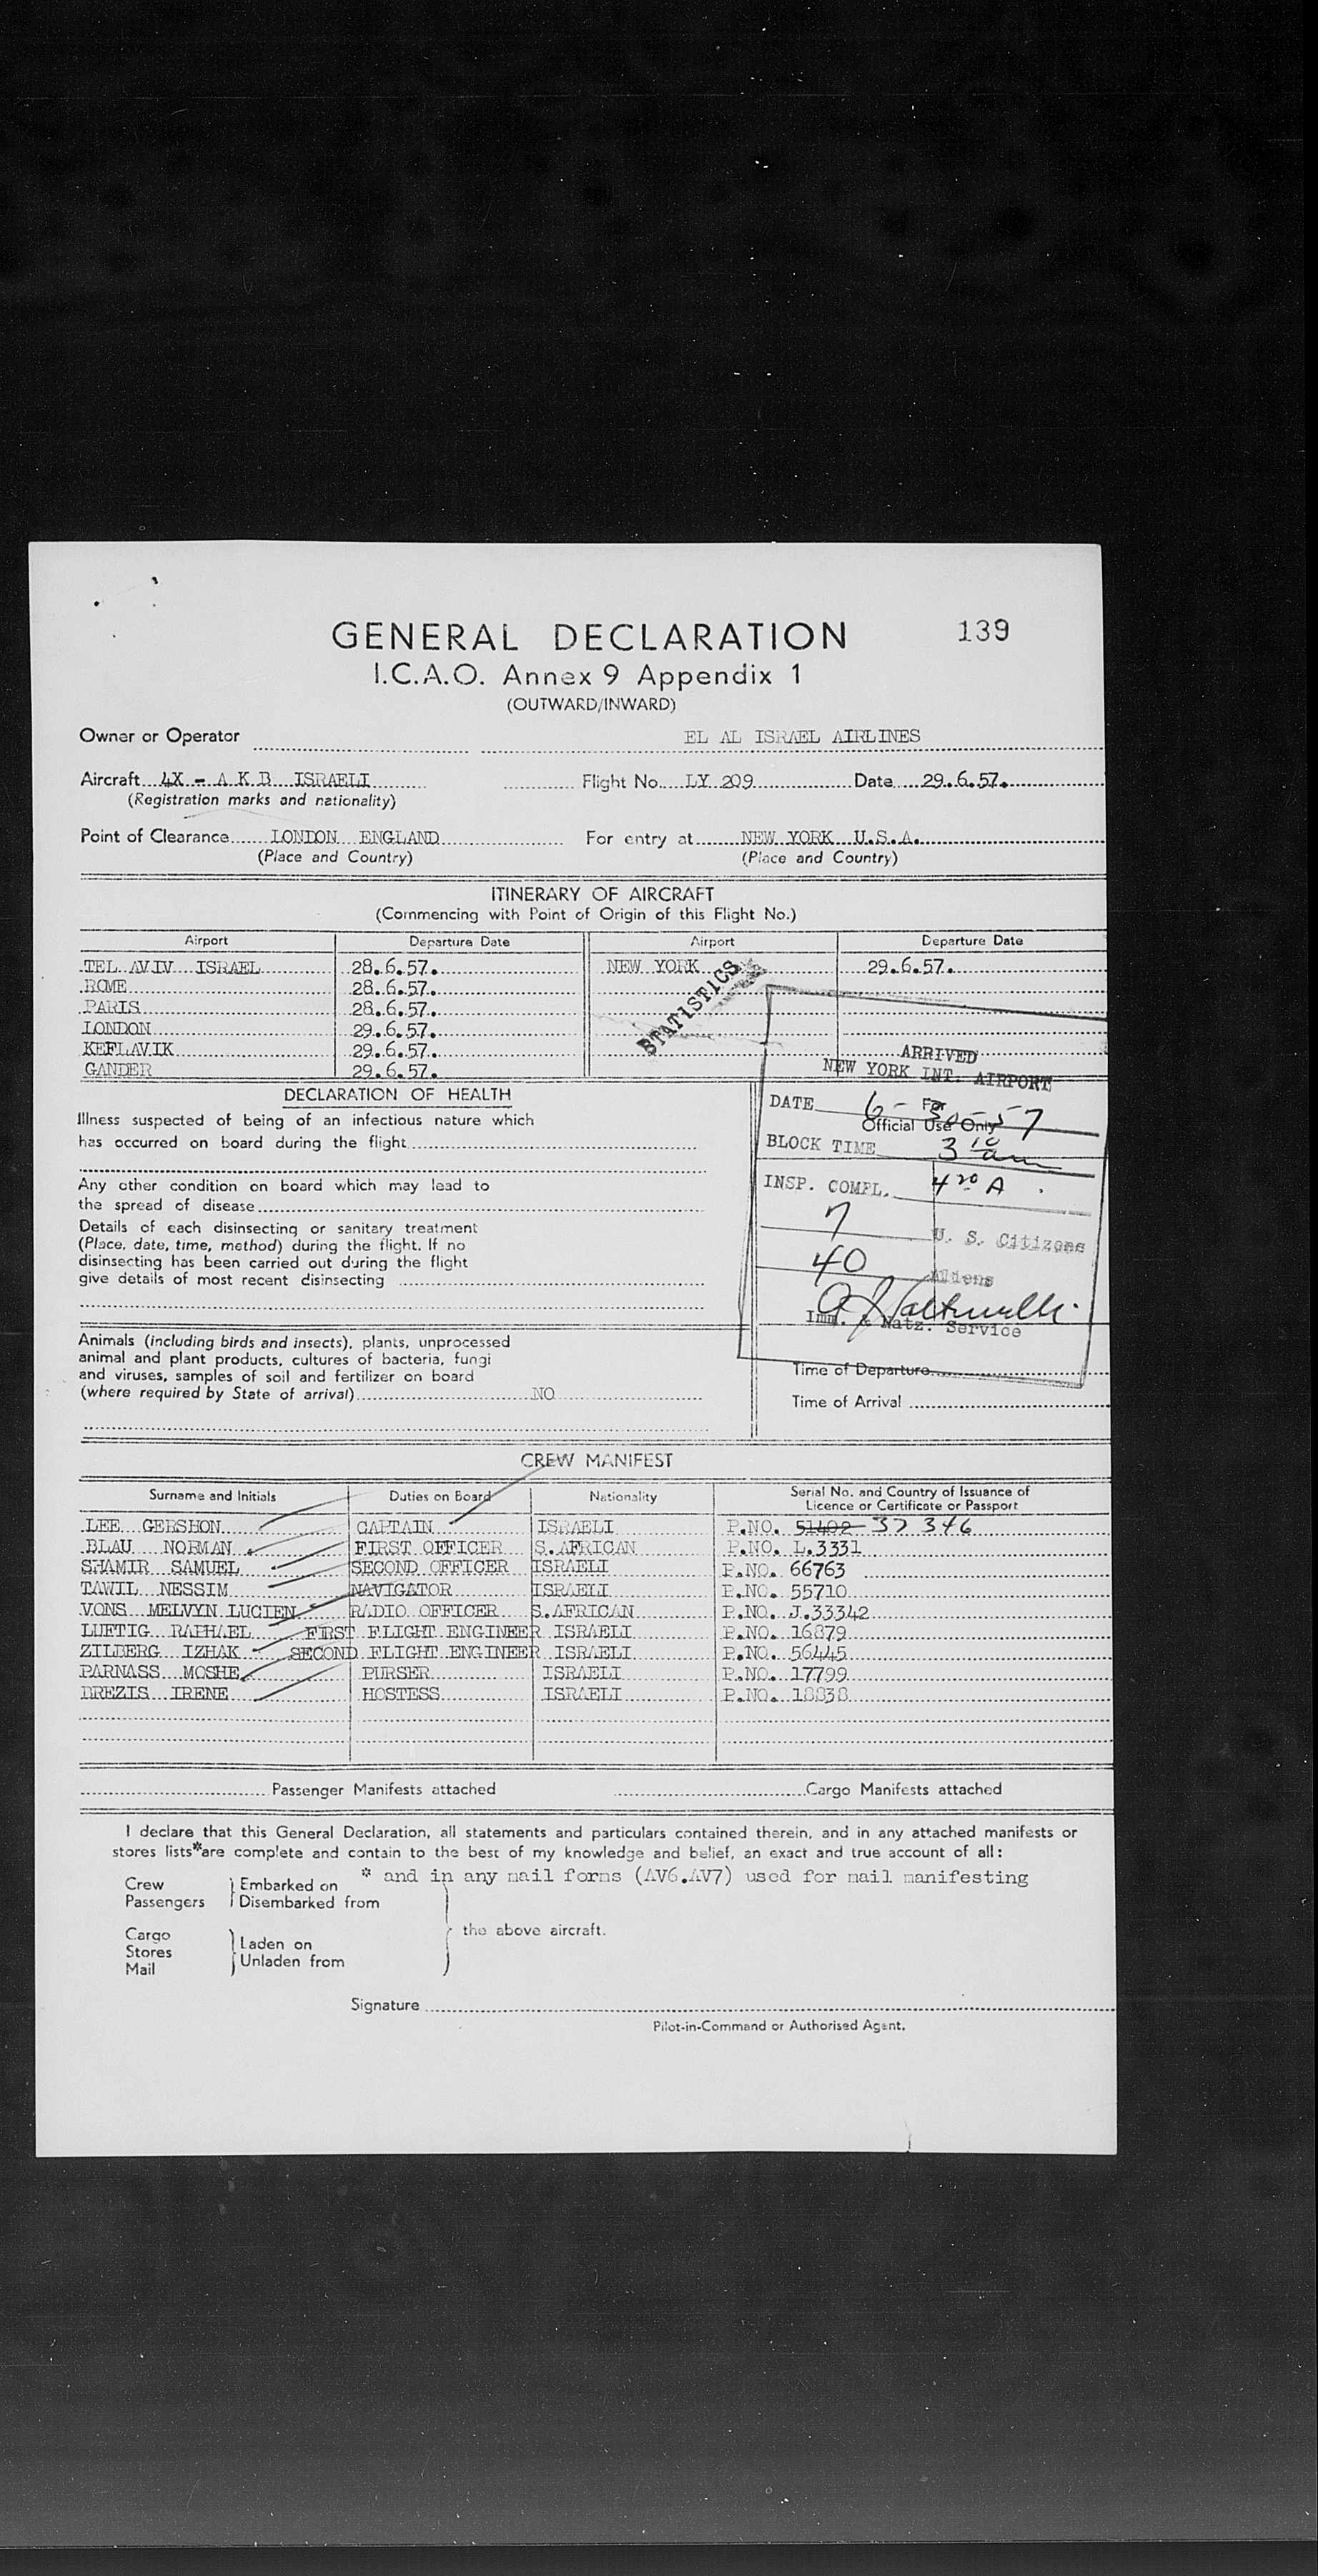 GENERAL DECLARATION 139
I.C.A.O. Annex 9 Appendix 1
(OUTWARD/INWARD)
Owner or Operator EL AL ISRAEL AIRLINES
Aircraft 4X - A K B ISRAELI Flight No. LY 209 Date 29.6.57.
(Registration marks and nationality)
Point of Clearance LONDON ENGLAND For entry at NEW YORK U.S.A.
(Place and Country) (Place and Country)
ITINERARY OF AIRCRAFT
(Commencing with Point of Origin of this Flight No.)
Airport Departure Date Airport Departure Date
TEL AVIV ISRAEL 28.6.57. NEW YORK 29.6.57.
ROME 28.6.57.
PARIS 28.6.57.
LONDON 29.6.57.
KEFLAVIK 29.6.57.
GANDER 29.6.57.
STATISTICS
ARRIVED
NEW YORK INT. AIRPORT
DATE 6-30-57
For
Official Use Only
BLOCK TIME 3 10 am
INSP. COMPL. 4 20 A.
7 U. S. Citizens
40 Aliens
Imm. & Natz. Service
Time of Departure
Time of Arrival
DECLARATION OF HEALTH
Illness suspected of being of an infectious nature which
has occurred on board during the flight
Any other condition on board which may lead to
the spread of disease
Details of each disinsecting or sanitary treatment
(Place, date, time, method) during the flight. If no
disinsecting has been carried out during the flight
give details of most recent disinsecting
Animals (including birds and insects), plants, unprocessed
animal and plant products, cultures of bacteria, fungi
and viruses, samples of soil and fertilizer on board
(where required by State of arrival) NO
CREW MANIFEST
Surname and Initials Duties on Board Nationality Serial No. and Country of Issuance of
Licence or Certificate or Passport
LEE GERSHON CAPTAIN ISRAELI P.NO. 51402 37346
BLAU NORMAN FIRST OFFICER S.AFRICAN P.NO. L.3331
SHAMIR SAMUEL SECOND OFFICER ISRAELI P.NO. 66763
TAWIL NESSIM NAVIGATOR ISRAELI P.NO. 55710
VONS MELVYN LUCIEN RADIO OFFICER S.AFRICAN P.NO. J.33342
LUFTIG RAPHAEL FIRST FLIGHT ENGINEER ISRAELI P.NO. 16879
ZILBERG IZHAK SECOND FLIGHT ENGINEER ISRAELI P.NO. 56445
PARNASS MOSHE PURSER ISRAELI P.NO. 17799
BREZIS IRENE HOSTESS ISRAELI P.NO. 18838
Passenger Manifests attached Cargo Manifests attached
I declare that this General Declaration, all statements and particulars contained therein, and in any attached manifests or
stores lists*are complete and contain to the best of my knowledge and belief, an exact and true account of all:
* and in any mail forms (AV6.AV7) used for mail manifesting
Crew } Embarked on
Passengers } Disembarked from
the above aircraft.
Cargo
Stores } Laden on
Mail } Unladen from
Signature
Pilot-in-Command or Authorised Agent.